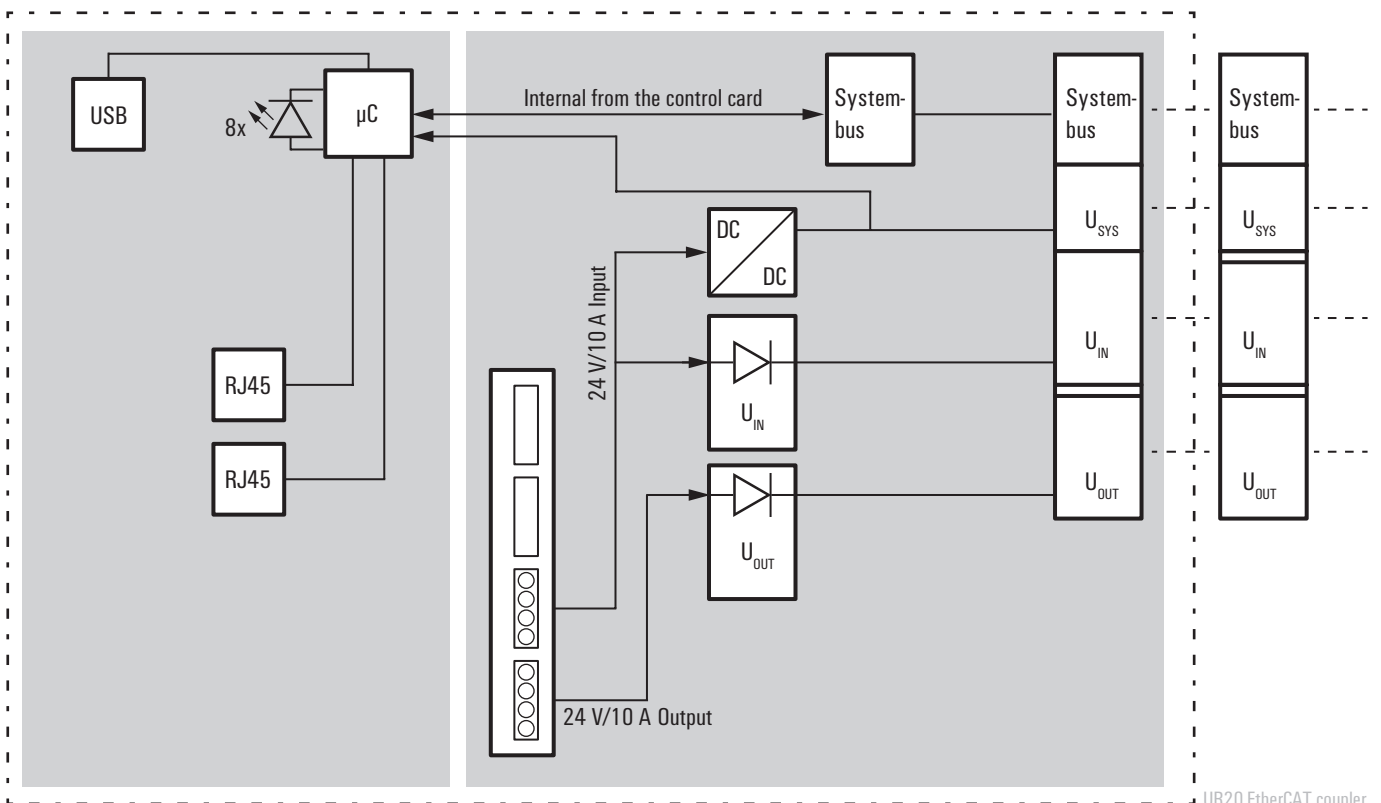 USB
8x
µC
Internal from the control card
System-
bus
System-
bus
System-
bus
DC
DC
USYS
USYS
24 V/10 A Input
UIN
UIN
UIN
RJ45
RJ45
UOUT
UOUT
UOUT
24 V/10 A Output
UR20 EtherCAT coupler